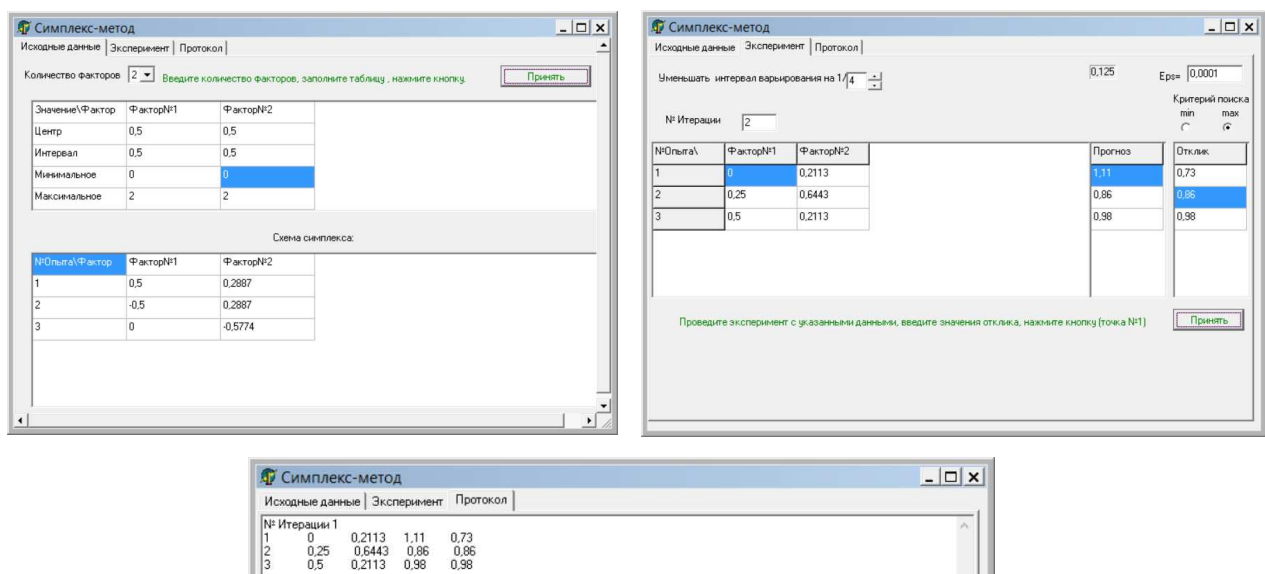 Симплекс-метод
Исходные данные Эксперимент Протокол
Количество факторов 2 Введите количество факторов, заполните таблицу , нажмите кнопку. Принять
Значение\Фактор Фактор№1 Фактор№2
Центр 0,5 0,5
Интервал 0,5 0,5
Минимальное 0 0
Максимальное 2 2
Схема симплекса:
№Опыта\Фактор Фактор№1 Фактор№2
1 0,5 0,2887
2 -0,5 0,2887
3 0 -0,5774
Симплекс-метод
Исходные данные Эксперимент Протокол
Уменьшать интервал варьирования на 1/ 4 0,125 Eps= 0,0001
Критерий поиска
min max
№ Итерации 2
№Опыта\ Фактор№1 Фактор№2 Прогноз Отклик
1 0 0,2113 1,11 0,73
2 0,25 0,6443 0,86 0,86
3 0,5 0,2113 0,98 0,98
Проведите эксперимент с указанными данными, введите значения отклика, нажмите кнопку (точка №1) Принять
Симплекс-метод
Исходные данные Эксперимент Протокол
№ Итерации 1
1 0 0,2113 1,11 0,73
2 0,25 0,6443 0,86 0,86
3 0,5 0,2113 0,98 0,98